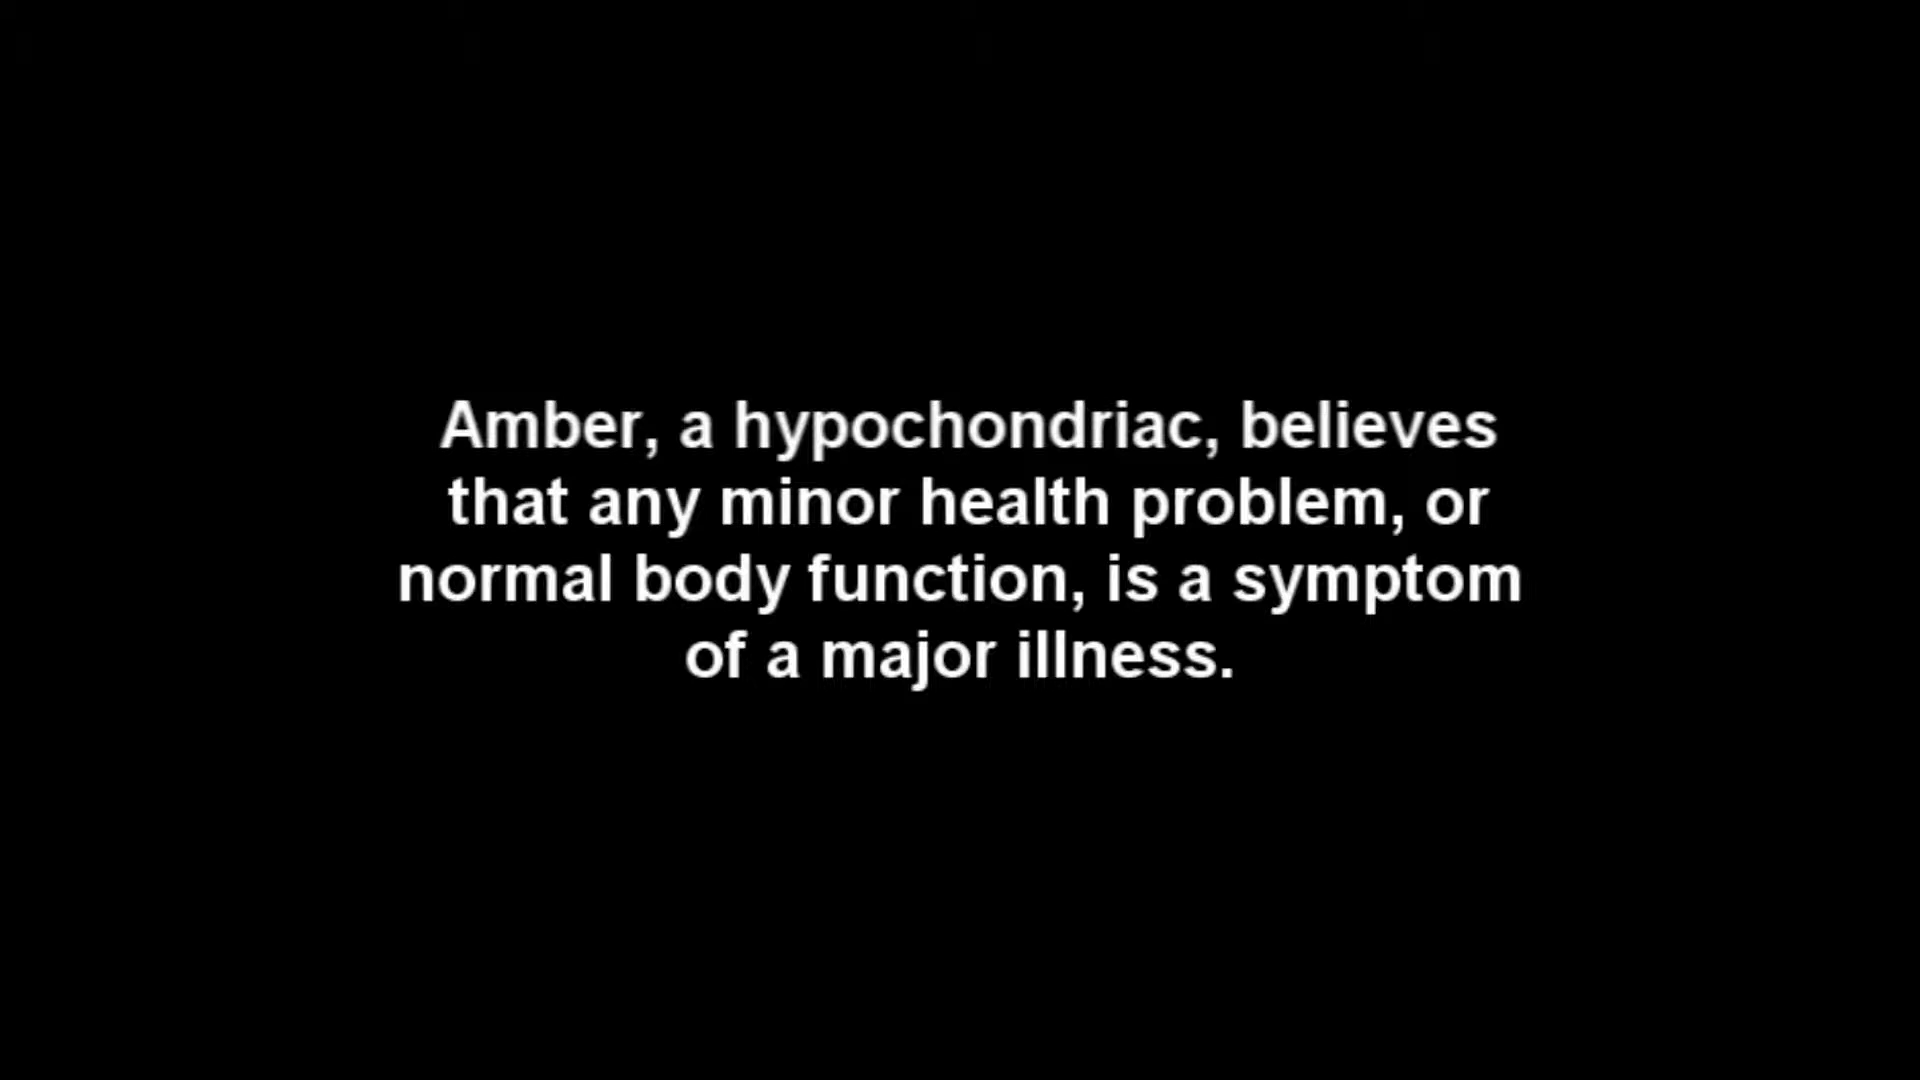 Amber, a hypochondriac, believes
that any minor health problem, or
normal body function, is a symptom
of a major illness.